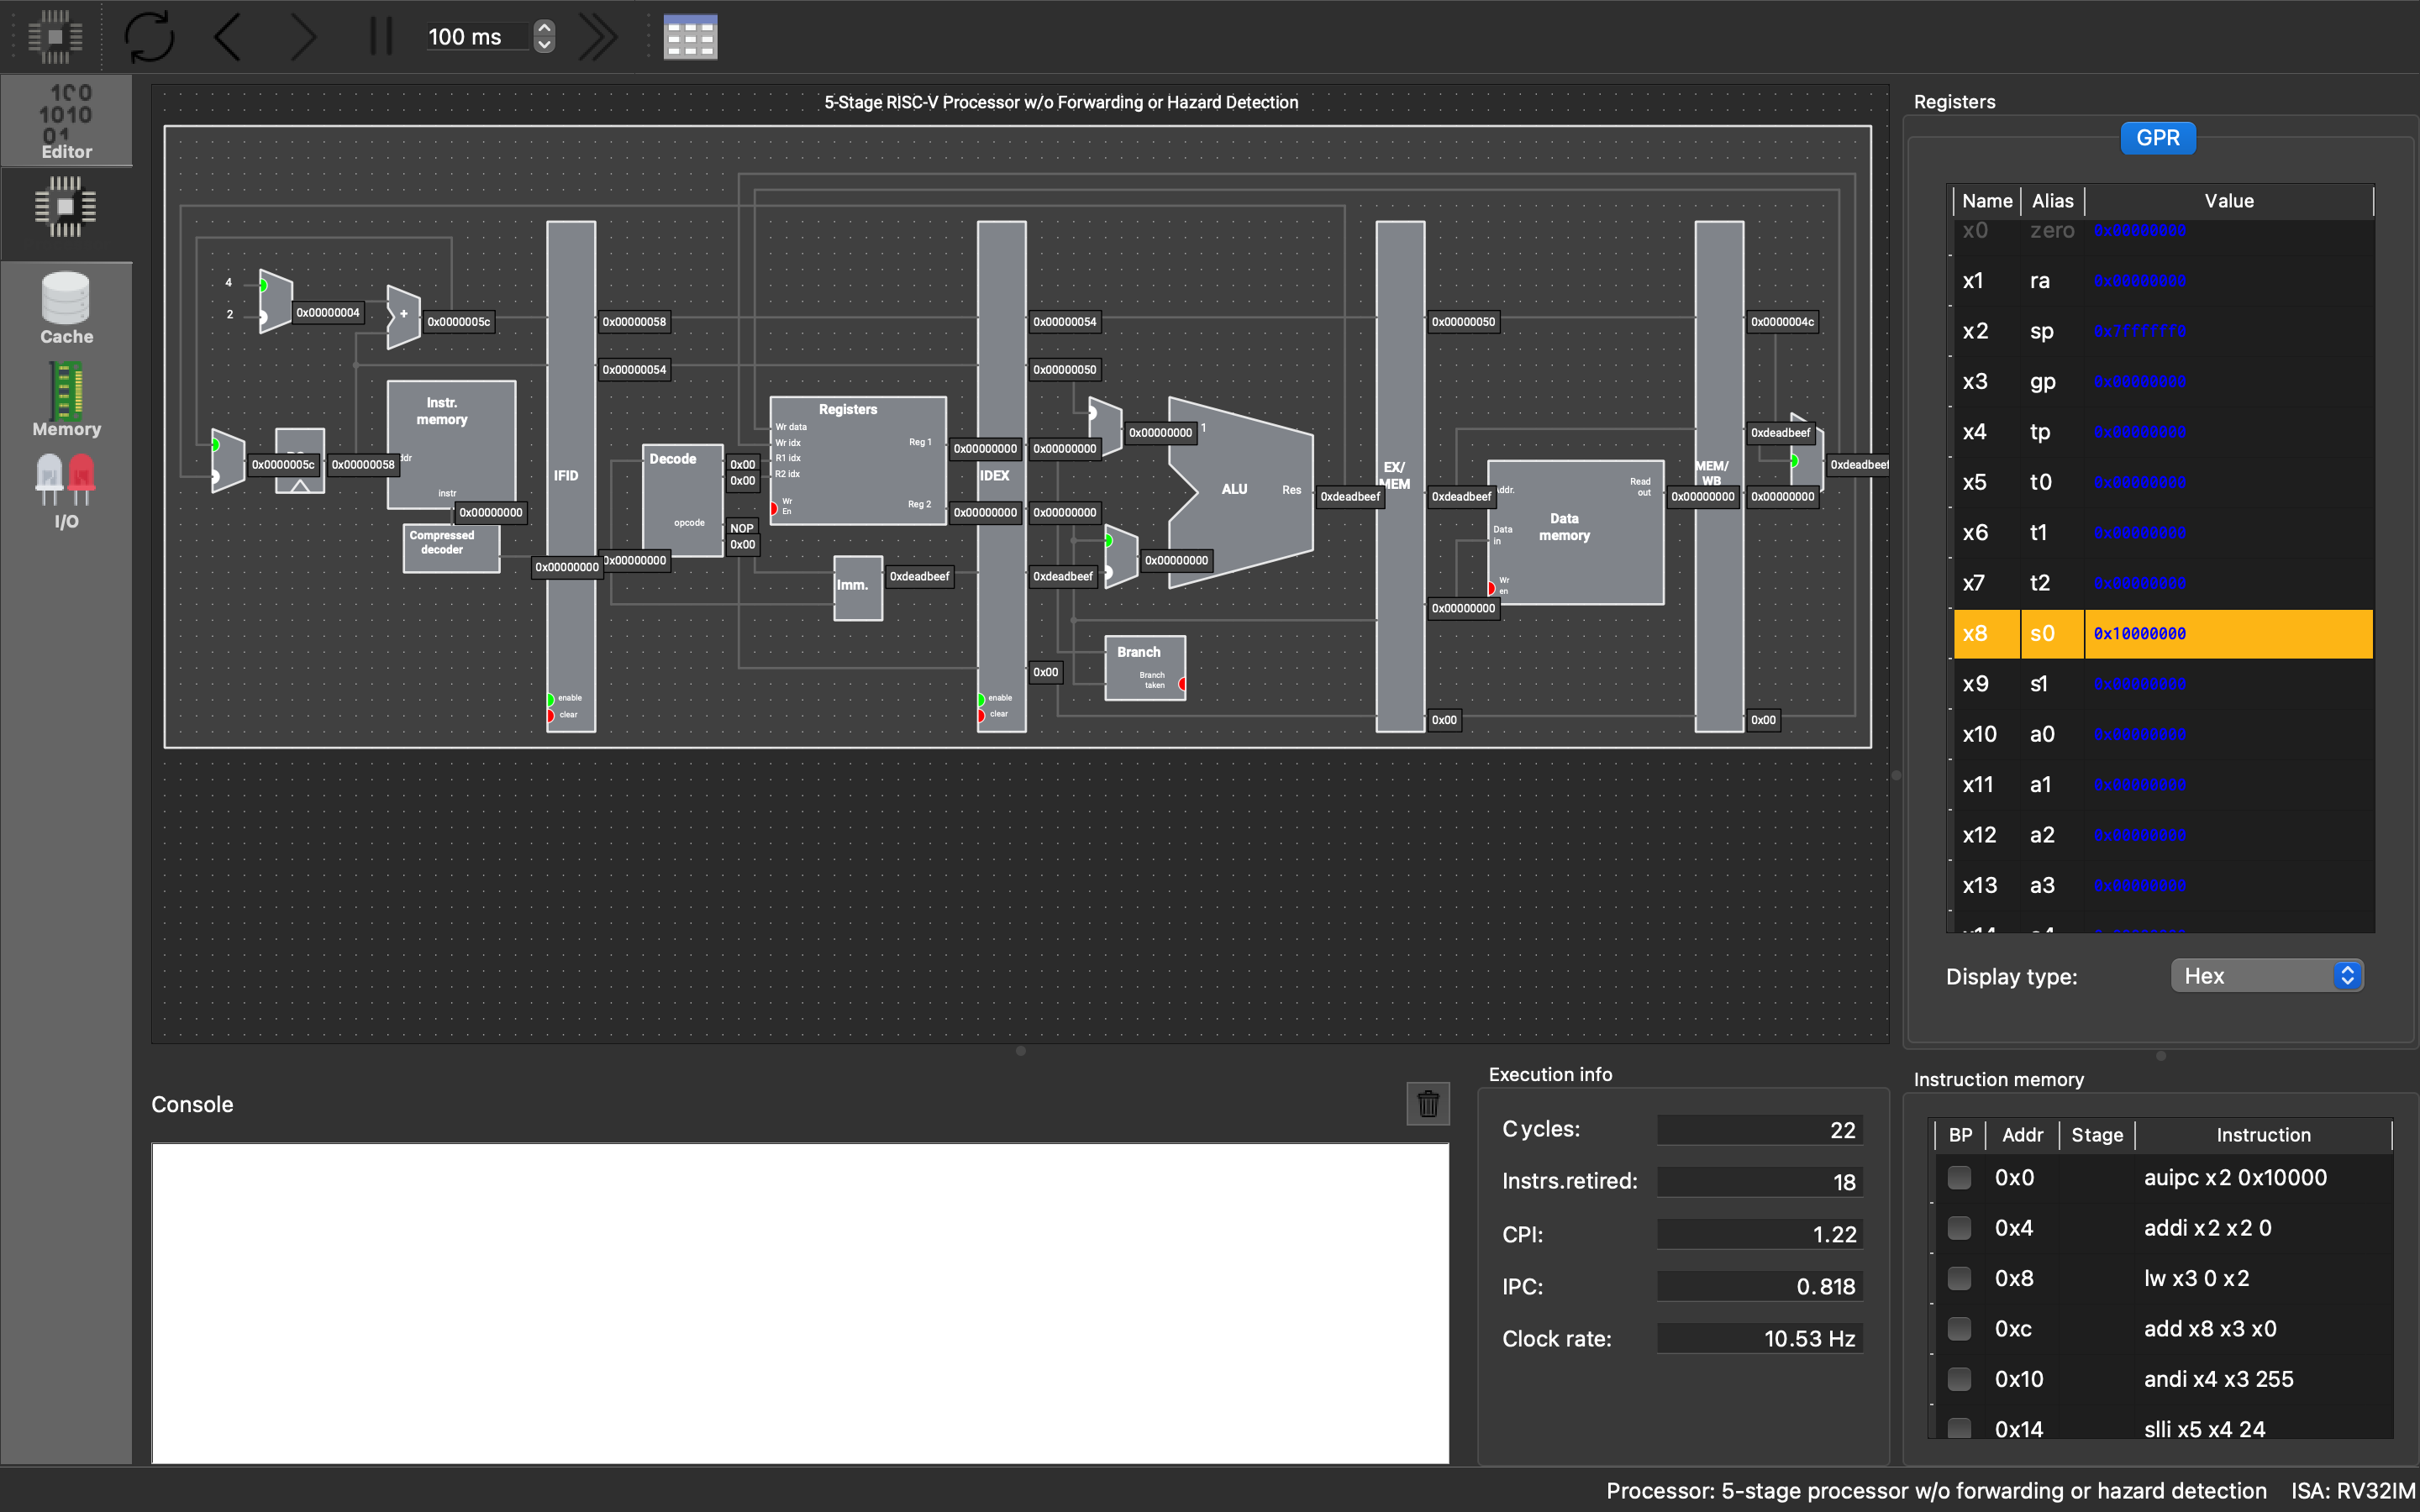 100 ms
Editor
Cache
Memory
I/O
5-Stage RISC-V Processor w/o Forwarding or Hazard Detection
4
2
0x00000004
+
0x0000005c
0x00000058
0x00000054
0x00000054
0x00000050
0x00000050
0x0000004c
Instr.
memory
instr
0x0000005c
0x00000058
0x00000000
Compressed
decoder
0x00000000
IFID
enable
clear
0x00000000
Decode
opcode
0x00
0x00
NOP
0x00
Registers
Wr data
Wr idx
R1 idx
R2 idx
Wr
En
Reg 1
Reg 2
0x00000000
0x00000000
Imm.
0xdeadbeef
IDEX
enable
clear
0x00000000
0x00000000
0xdeadbeef
0x00
0x00000000
1
0x00000000
ALU
Res
0xdeadbeef
Branch
Branch
taken
EX/
MEM
0xdeadbeef
0x00000000
0x00
Data
memory
Data
in
Wr
en
Read
out
0x00000000
MEM/
WB
0xdeadbeef
0x00000000
0x00
0xdeadbeef
Registers
GPR
Name Alias Value
x0 zero 0x00000000
x1 ra 0x00000000
x2 sp 0x7ffffff0
x3 gp 0x00000000
x4 tp 0x00000000
x5 t0 0x00000000
x6 t1 0x00000000
x7 t2 0x00000000
x8 s0 0x10000000
x9 s1 0x00000000
x10 a0 0x00000000
x11 a1 0x00000000
x12 a2 0x00000000
x13 a3 0x00000000
Display type: Hex
Console
Execution info
Cycles: 22
Instrs.retired: 18
CPI: 1.22
IPC: 0.818
Clock rate: 10.53 Hz
Instruction memory
BP Addr Stage Instruction
0x0 auipc x2 0x10000
0x4 addi x2 x2 0
0x8 lw x3 0 x2
0xc add x8 x3 x0
0x10 andi x4 x3 255
0x14 slli x5 x4 24
Processor: 5-stage processor w/o forwarding or hazard detection ISA: RV32IM